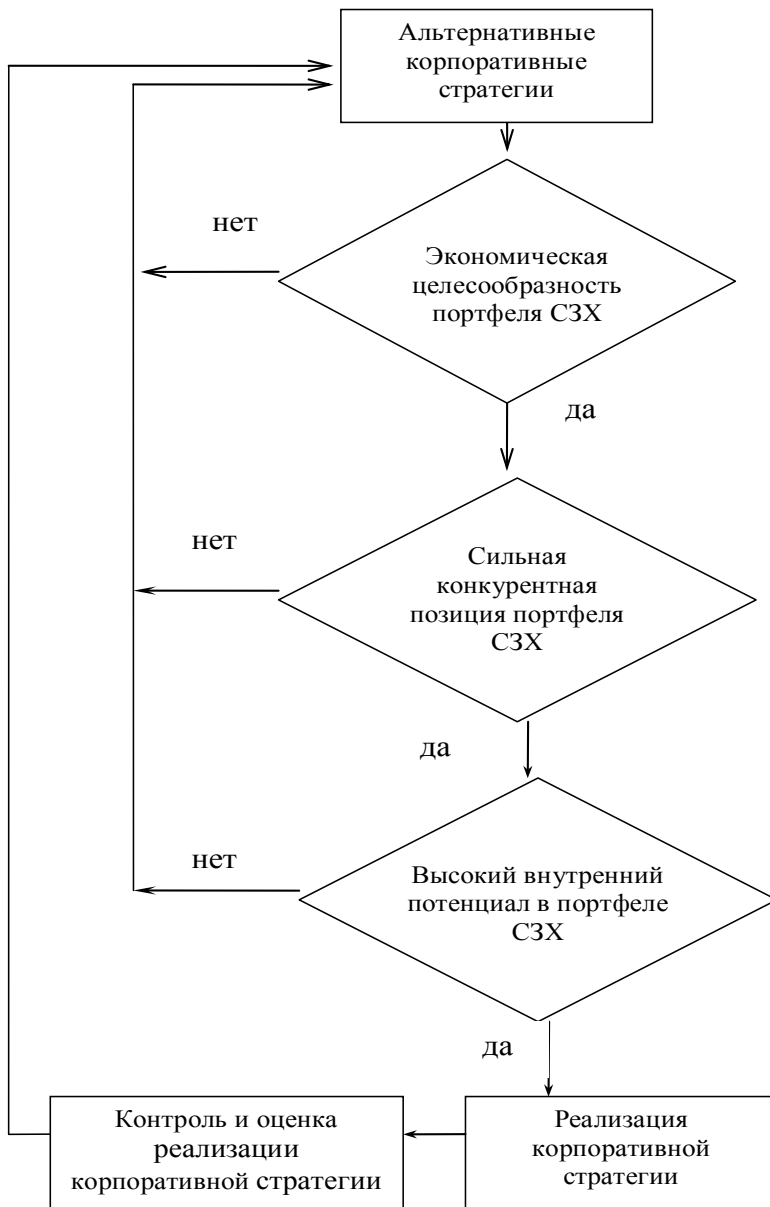 Альтернативные
корпоративные
стратегии
нет
Экономическая
целесообразность
портфеля СЗХ
да
нет
Сильная
конкурентная
позиция портфеля
СЗХ
да
нет
Высокий внутренний
потенциал в портфеле
СЗХ
да
Контроль и оценка
реализации
корпоративной стратегии
Реализация
корпоративной
стратегии